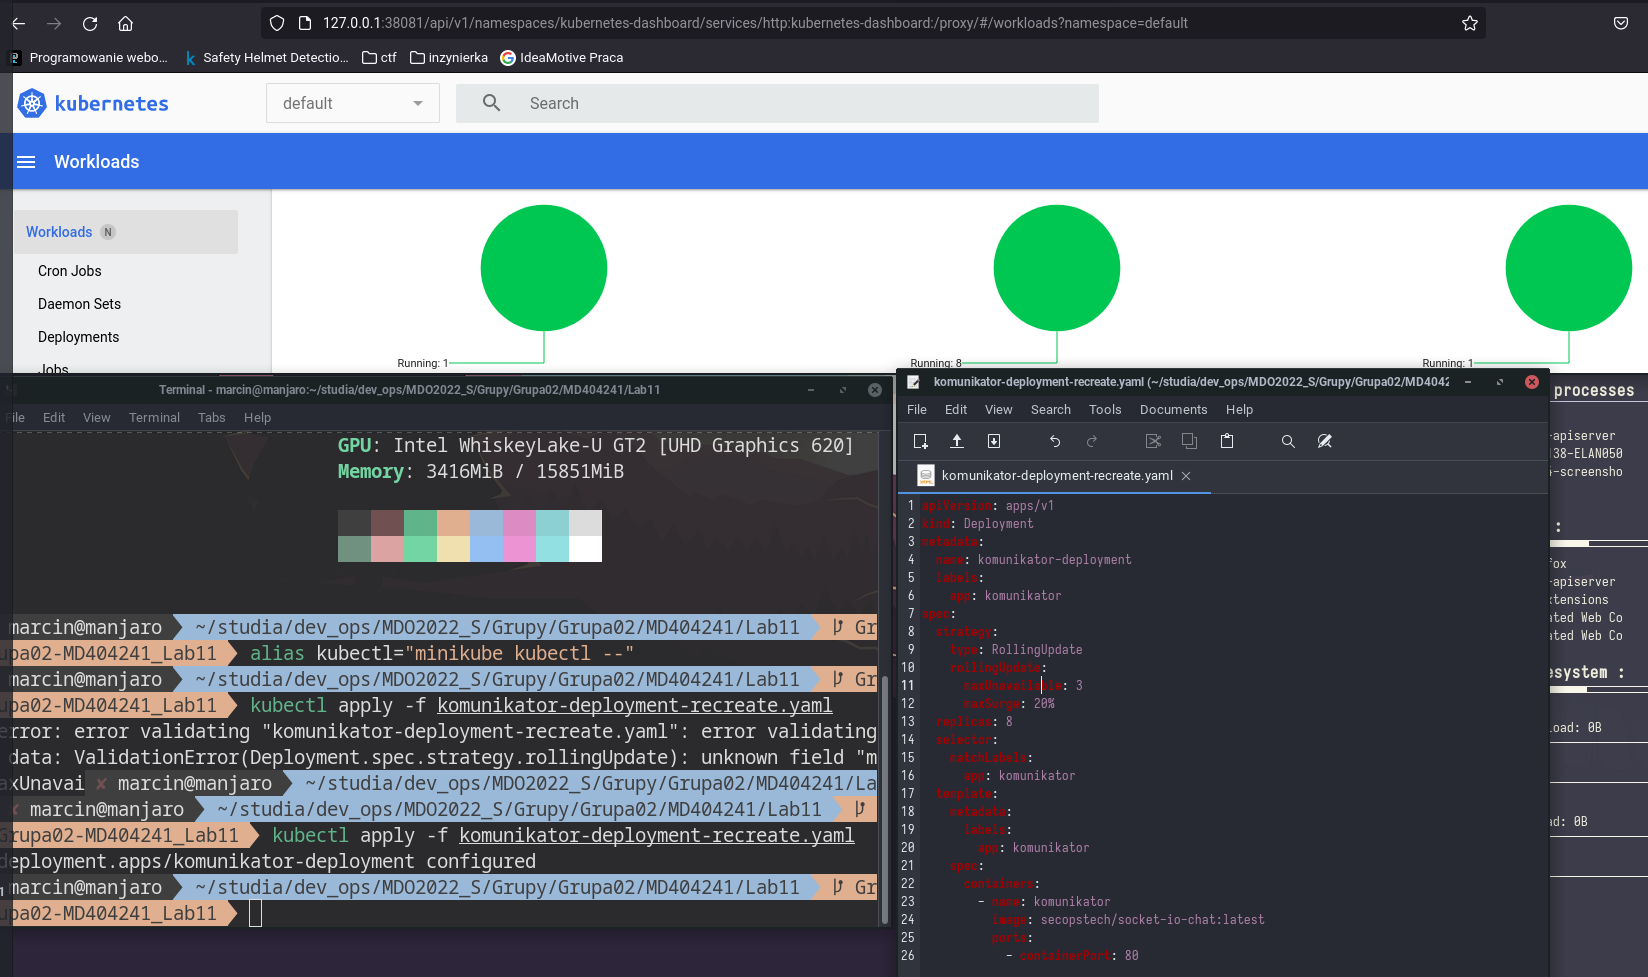 127.0.0.1:38081/api/v1/namespaces/kubernetes-dashboard/services/http:kubernetes-dashboard:/proxy/#/workloads?namespace=default
Programowanie webo...
Safety Helmet Detectio...
ctf
inzynierka
IdeaMotive Praca
kubernetes
default
Search
Workloads
Workloads N
Cron Jobs
Daemon Sets
Deployments
Jobs
Running: 1
Running: 8
Running: 1
Terminal - marcin@manjaro:~/studia/dev_ops/MDO2022_S/Grupy/Grupa02/MD404241/Lab11
File Edit View Terminal Tabs Help
GPU: Intel WhiskeyLake-U GT2 [UHD Graphics 620]
Memory: 3416MiB / 15851MiB
marcin@manjaro ~/studia/dev_ops/MDO2022_S/Grupy/Grupa02/MD404241/Lab11 Gr
upa02-MD404241_Lab11 alias kubectl="minikube kubectl --"
marcin@manjaro ~/studia/dev_ops/MDO2022_S/Grupy/Grupa02/MD404241/Lab11 Gr
upa02-MD404241_Lab11 kubectl apply -f komunikator-deployment-recreate.yaml
error: error validating "komunikator-deployment-recreate.yaml": error validating
data: ValidationError(Deployment.spec.strategy.rollingUpdate): unknown field "m
axUnavai ✘ marcin@manjaro ~/studia/dev_ops/MDO2022_S/Grupy/Grupa02/MD404241/La
✘ marcin@manjaro ~/studia/dev_ops/MDO2022_S/Grupy/Grupa02/MD404241/Lab11
Grupa02-MD404241_Lab11 kubectl apply -f komunikator-deployment-recreate.yaml
deployment.apps/komunikator-deployment configured
marcin@manjaro ~/studia/dev_ops/MDO2022_S/Grupy/Grupa02/MD404241/Lab11 Gr
upa02-MD404241_Lab11
komunikator-deployment-recreate.yaml (~/studia/dev_ops/MDO2022_S/Grupy/Grupa02/MD4042
File Edit View Search Tools Documents Help
komunikator-deployment-recreate.yaml
1 apiVersion: apps/v1
2 kind: Deployment
3 metadata:
4 name: komunikator-deployment
5 labels:
6 app: komunikator
7 spec:
8 strategy:
9 type: RollingUpdate
10 rollingUpdate:
11 maxUnavailable: 3
12 maxSurge: 20%
13 replicas: 8
14 selector:
15 matchLabels:
16 app: komunikator
17 template:
18 metadata:
19 labels:
20 app: komunikator
21 spec:
22 containers:
23 - name: komunikator
24 image: secopstech/socket-io-chat:latest
25 ports:
26 - containerPort: 80
processes
-apiserver
138-ELAN050
4-screensho
:
fox
-apiserver
xtensions
ated Web Co
ated Web Co
esystem :
oad: 0B
ad: 0B